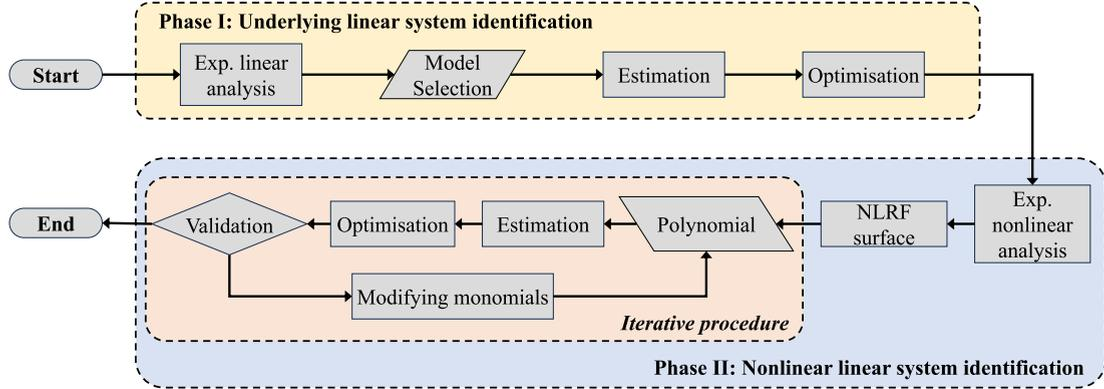 Phase I: Underlying linear system identification
Start
Exp. linear
analysis
Model
Selection
Estimation
Optimisation
Exp.
nonlinear
analysis
NLRF
surface
Polynomial
Estimation
Optimisation
Validation
End
Modifying monomials
Iterative procedure
Phase II: Nonlinear linear system identification